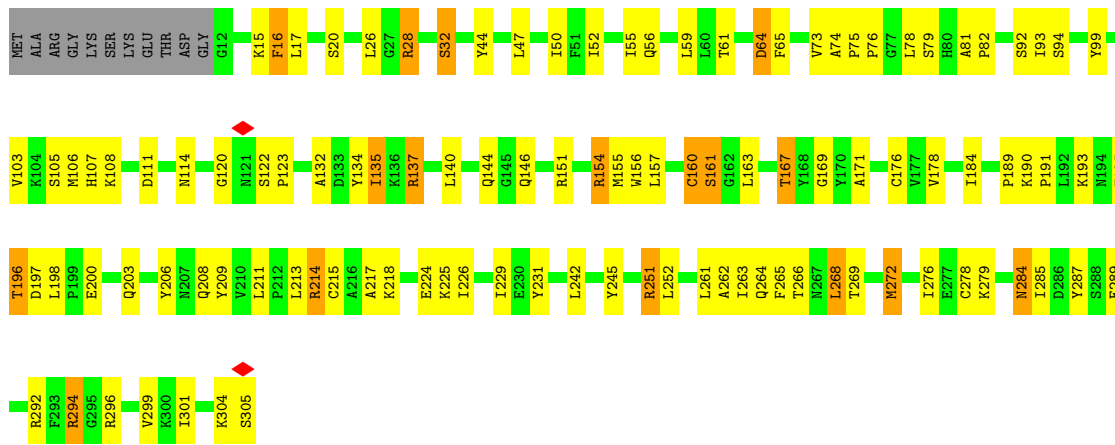 MET ALA ARG GLY LYS SER LYS GLU THR ASP GLY G12 K15 F16 L17 S20 L26 G27 R28 S32 Y44 L47 I50 F51 I52 I55 Q56 L59 L60 T61 D64 F65 V73 A74 P75 P76 G77 L78 S79 H80 A81 P82 S92 I93 S94 Y99
V103 K104 S105 M106 H107 K108 D111 N114 G120 N121 S122 P123 A132 D133 Y134 I135 K136 R137 L140 Q144 G145 Q146 R151 R154 M155 W156 L157 C160 S161 G162 L163 T167 Y168 G169 Y170 A171 C176 V177 V178 I184 P189 K190 P191 L192 K193 N194
T196 D197 L198 P199 E200 Q203 Y206 N207 Q208 Y209 V210 L211 P212 L213 R214 C215 A216 A217 K218 E224 K225 I226 I229 E230 Y231 L242 Y245 R251 L252 L261 A262 I263 Q264 F265 T266 N267 L268 T269 M272 I276 E277 C278 K279 N284 I285 D286 Y287 S288
R292 F293 R294 G295 R296 V299 K300 I301 K304 S305